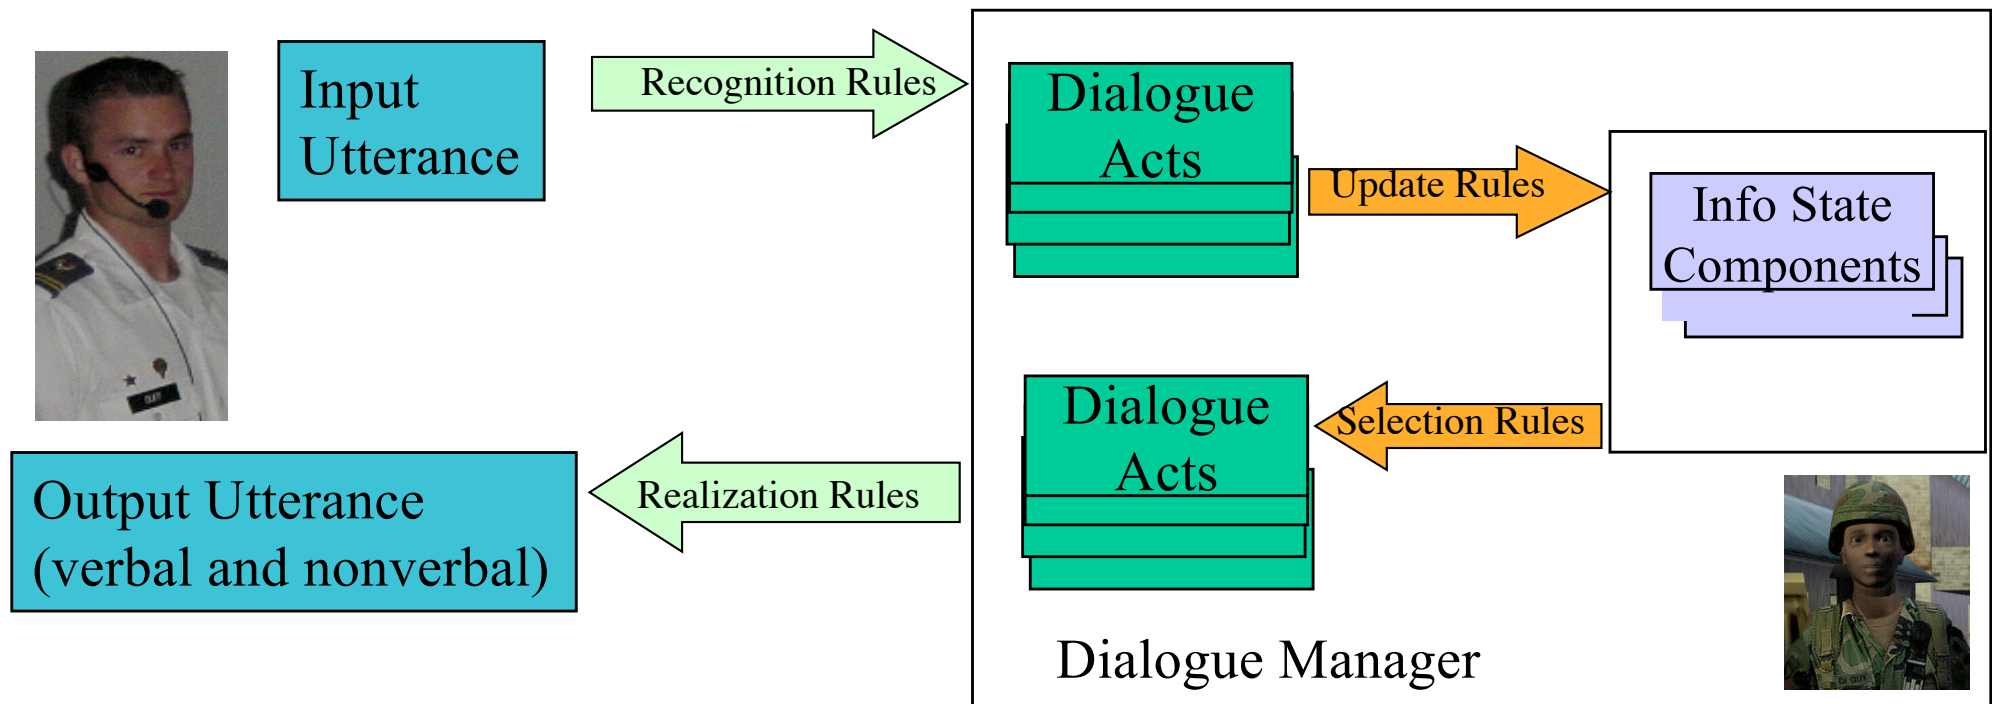 Input
Utterance
Recognition Rules
Dialogue
Acts
Update Rules
Info State
Components
Dialogue
Acts
Selection Rules
Realization Rules
Output Utterance
(verbal and nonverbal)
Dialogue Manager